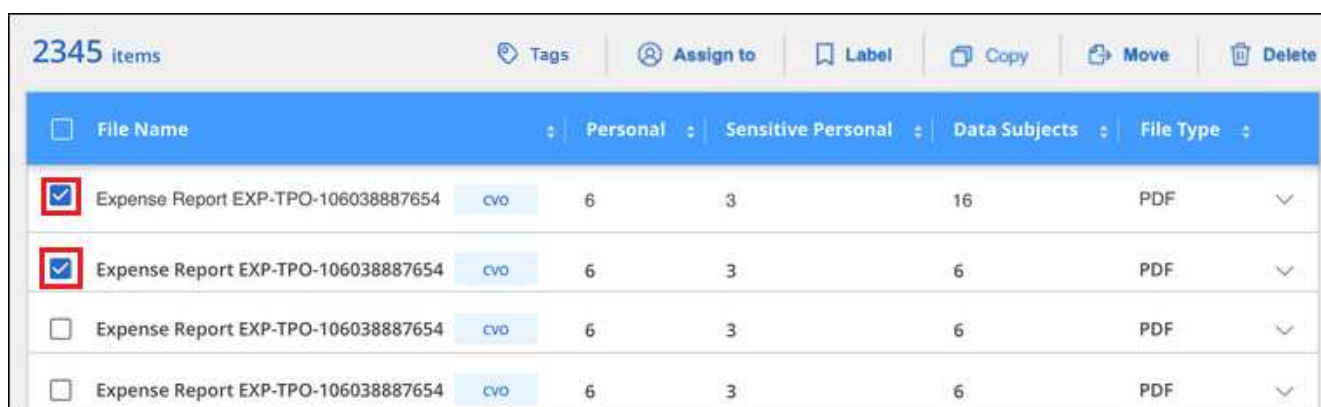 2345 items Tags Assign to Label Copy Move Delete
File Name Personal Sensitive Personal Data Subjects File Type
Expense Report EXP-TPO-106038887654 CVO 6 3 16 PDF
Expense Report EXP-TPO-106038887654 CVO 6 3 6 PDF
Expense Report EXP-TPO-106038887654 CVO 6 3 6 PDF
Expense Report EXP-TPO-106038887654 CVO 6 3 6 PDF